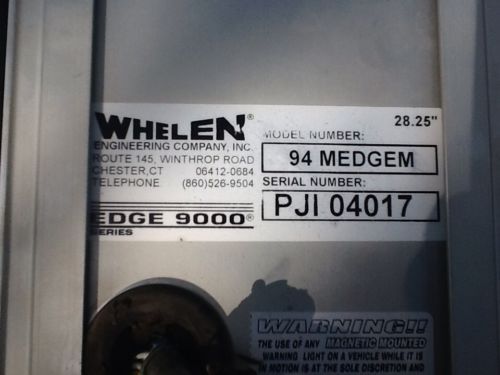 WHELEN®
ENGINEERING COMPANY, INC.
ROUTE 145, WINTHROP ROAD
CHESTER, CT 06412-0684
TELEPHONE (860)526-9504
EDGE 9000®
SERIES
28.25"
MODEL NUMBER:
94 MEDGEM
SERIAL NUMBER:
PJI 04017
WARNING!!
THE USE OF ANY MAGNETIC MOUNTED
WARNING LIGHT ON A VEHICLE WHILE IT IS
IN MOTION IS AT THE SOLE DISCRETION AND